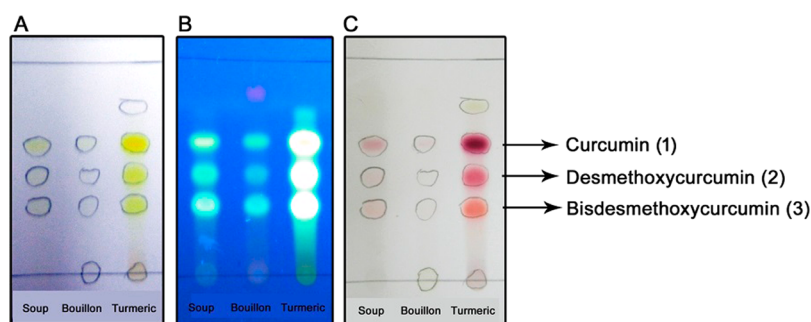 A
B
C
Curcumin (1)
Desmethoxycurcumin (2)
Bisdesmethoxycurcumin (3)
Soup Bouillon Turmeric
Soup Bouillon Turmeric
Soup Bouillon Turmeric